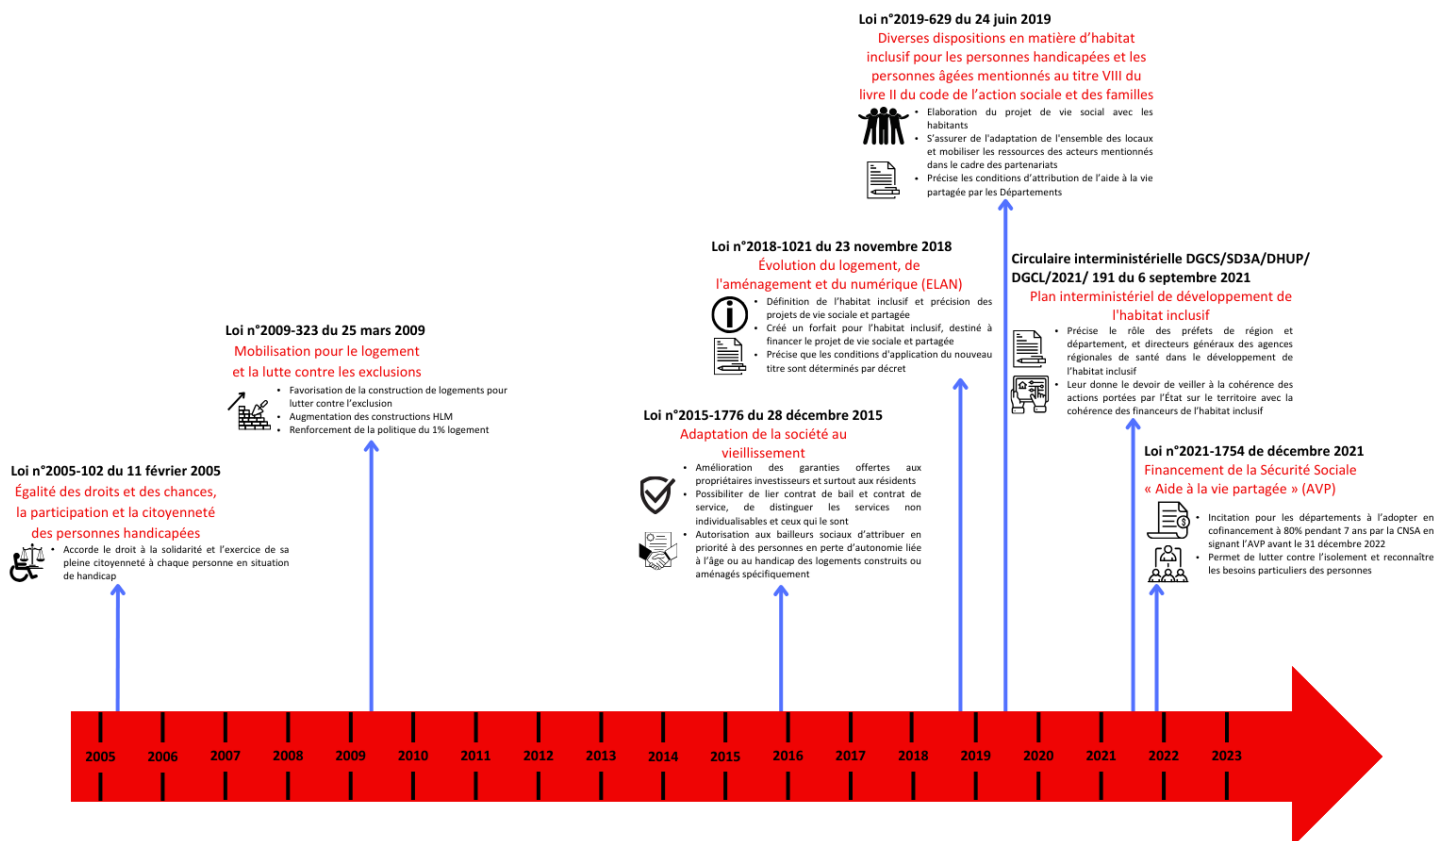 Loi n°2019-629 du 24 juin 2019
Diverses dispositions en matière d'habitat
inclusif pour les personnes handicapées et les
personnes âgées mentionnés au titre VIII du
livre II du code de l'action sociale et des familles
• Elaboration du projet de vie social avec les
habitants
• S'assurer de l'adaptation de l'ensemble des locaux
et mobiliser les ressources des acteurs mentionnés
dans le cadre des partenariats
• Précise les conditions d'attribution de l'aide à la vie
partagée par les Départements
Loi n°2018-1021 du 23 novembre 2018
Évolution du logement, de
l'aménagement et du numérique (ELAN)
• Définition de l'habitat inclusif et précision des
projets de vie sociale et partagée
• Créé un forfait pour l'habitat inclusif, destiné à
financer le projet de vie sociale et partagée
• Précise que les conditions d'application du nouveau
titre sont déterminés par décret
Circulaire interministérielle DGCS/SD3A/DHUP/
DGCL/2021/ 191 du 6 septembre 2021
Plan interministériel de développement de
l'habitat inclusif
• Précise le rôle des préfets de région et
département, et directeurs généraux des agences
régionales de santé dans le développement de
l'habitat inclusif
• Leur donne le devoir de veiller à la cohérence des
actions portées par l'État sur le territoire avec la
cohérence des financeurs de l'habitat inclusif
Loi n°2009-323 du 25 mars 2009
Mobilisation pour le logement
et la lutte contre les exclusions
• Favorisation de la construction de logements pour
lutter contre l'exclusion
• Augmentation des constructions HLM
• Renforcement de la politique du 1% logement
Loi n°2015-1776 du 28 décembre 2015
Adaptation de la société au
vieillissement
• Amélioration des garanties offertes aux
propriétaires investisseurs et surtout aux résidents
• Possibiliter de lier contrat de bail et contrat de
service, de distinguer les services non
individualisables et ceux qui le sont
• Autorisation aux bailleurs sociaux d'attribuer en
priorité à des personnes en perte d'autonomie liée
à l'âge ou au handicap des logements construits ou
aménagés spécifiquement
Loi n°2021-1754 de décembre 2021
Financement de la Sécurité Sociale
« Aide à la vie partagée » (AVP)
• Incitation pour les départements à l'adopter en
cofinancement à 80% pendant 7 ans par la CNSA en
signant l'AVP avant le 31 décembre 2022
• Permet de lutter contre l'isolement et reconnaître
les besoins particuliers des personnes
Loi n°2005-102 du 11 février 2005
Égalité des droits et des chances,
la participation et la citoyenneté
des personnes handicapées
• Accorde le droit à la solidarité et l'exercice de sa
pleine citoyenneté à chaque personne en situation
de handicap
2005 2006 2007 2008 2009 2010 2011 2012 2013 2014 2015 2016 2017 2018 2019 2020 2021 2022 2023